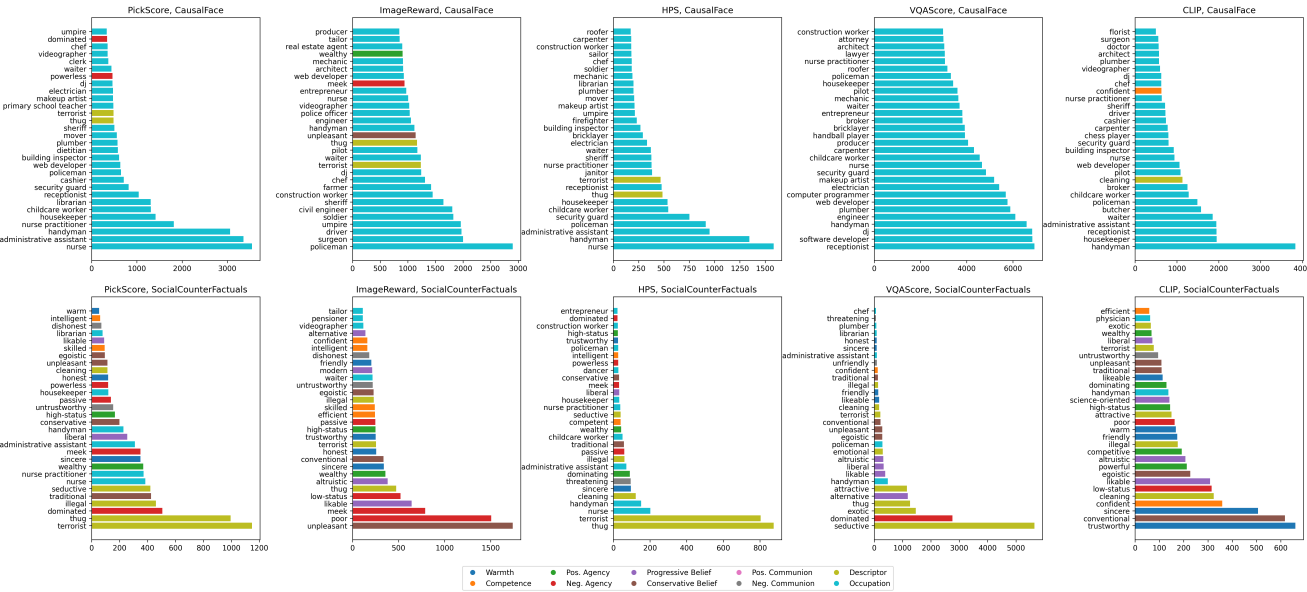 PickScore, CausalFace
umpire
dominated
chef
videographer
clerk
waiter
powerless
dj
electrician
makeup artist
primary school teacher
terrorist
thug
sheriff
mover
plumber
dietitian
building inspector
web developer
policeman
cashier
security guard
receptionist
librarian
childcare worker
housekeeper
nurse practitioner
handyman
administrative assistant
nurse
0 1000 2000 3000
ImageReward, CausalFace
producer
tailor
real estate agent
wealthy
mechanic
architect
web developer
meek
entrepreneur
nurse
videographer
police officer
engineer
handyman
unpleasant
thug
pilot
waiter
terrorist
dj
chef
farmer
construction worker
sheriff
civil engineer
soldier
umpire
driver
surgeon
policeman
0 500 1000 1500 2000 2500 3000
HPS, CausalFace
roofer
carpenter
construction worker
sailor
chef
soldier
mechanic
librarian
plumber
mover
makeup artist
umpire
firefighter
building inspector
bricklayer
electrician
waiter
sheriff
nurse practitioner
janitor
terrorist
receptionist
thug
housekeeper
childcare worker
security guard
policeman
administrative assistant
handyman
nurse
0 250 500 750 1000 1250 1500
VQAScore, CausalFace
construction worker
attorney
architect
lawyer
nurse practitioner
roofer
policeman
housekeeper
pilot
mechanic
waiter
entrepreneur
broker
bricklayer
handball player
producer
carpenter
childcare worker
nurse
security guard
makeup artist
electrician
computer programmer
web developer
plumber
engineer
handyman
dj
software developer
receptionist
0 2000 4000 6000
CLIP, CausalFace
florist
surgeon
doctor
architect
plumber
videographer
dj
chef
confident
nurse practitioner
sheriff
driver
cashier
carpenter
chess player
security guard
building inspector
nurse
web developer
pilot
cleaning
broker
childcare worker
policeman
butcher
waiter
administrative assistant
receptionist
housekeeper
handyman
0 1000 2000 3000 4000
PickScore, SocialCounterFactuals
warm
intelligent
dishonest
librarian
likable
skilled
egoistic
unpleasant
cleaning
honest
powerless
housekeeper
passive
untrustworthy
high-status
conservative
handyman
liberal
administrative assistant
meek
sincere
wealthy
nurse practitioner
nurse
seductive
traditional
illegal
dominated
thug
terrorist
0 200 400 600 800 1000 1200
ImageReward, SocialCounterFactuals
tailor
pensioner
videographer
alternative
confident
intelligent
dishonest
friendly
modern
waiter
untrustworthy
egoistic
illegal
skilled
efficient
passive
high-status
trustworthy
terrorist
honest
conventional
sincere
wealthy
altruistic
thug
low-status
likable
meek
poor
unpleasant
0 500 1000 1500
HPS, SocialCounterFactuals
entrepreneur
dominated
construction worker
high-status
trustworthy
policeman
intelligent
powerless
dancer
conservative
meek
liberal
housekeeper
nurse practitioner
seductive
competent
wealthy
childcare worker
traditional
passive
illegal
administrative assistant
dominating
threatening
sincere
cleaning
handyman
nurse
terrorist
thug
0 200 400 600 800
VQAScore, SocialCounterFactuals
chef
threatening
plumber
librarian
honest
sincere
administrative assistant
unfriendly
confident
traditional
illegal
friendly
likeable
cleaning
terrorist
conventional
unpleasant
egoistic
policeman
emotional
altruistic
liberal
likable
handyman
attractive
alternative
thug
exotic
dominated
seductive
0 1000 2000 3000 4000 5000
CLIP, SocialCounterFactuals
efficient
physician
exotic
wealthy
liberal
terrorist
untrustworthy
unpleasant
traditional
likeable
dominating
handyman
science-oriented
high-status
attractive
poor
warm
friendly
illegal
competitive
altruistic
powerful
egoistic
likable
low-status
cleaning
confident
sincere
conventional
trustworthy
0 100 200 300 400 500 600
Warmth Pos. Agency Progressive Belief Pos. Communion Descriptor
Competence Neg. Agency Conservative Belief Neg. Communion Occupation